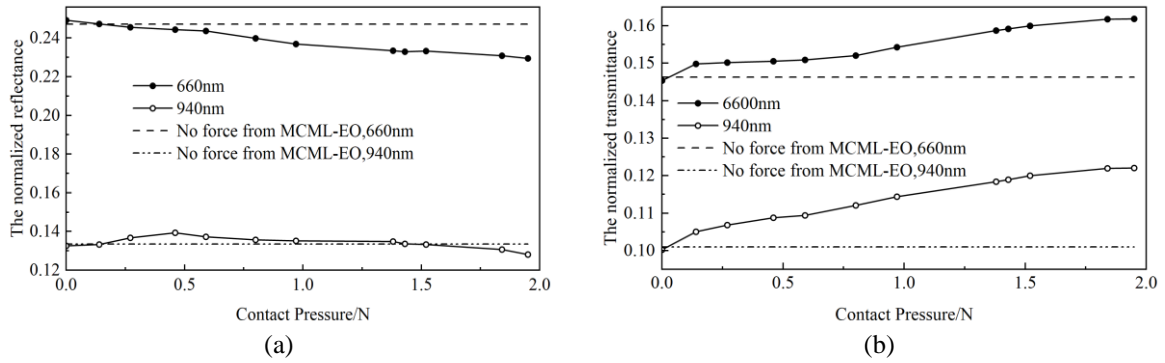 The normalized reflectance
0.24
0.22
0.20
0.18
0.16
0.14
0.12
660nm
940nm
No force from MCML-EO,660nm
No force from MCML-EO,940nm
0.0
0.5
1.0
1.5
2.0
Contact Pressure/N
(a)
The normalized transmittance
0.16
0.15
0.14
0.13
0.12
0.11
0.10
6600nm
940nm
No force from MCML-EO,660nm
No force from MCML-EO,940nm
0.0
0.5
1.0
1.5
2.0
Contact Pressure/N
(b)